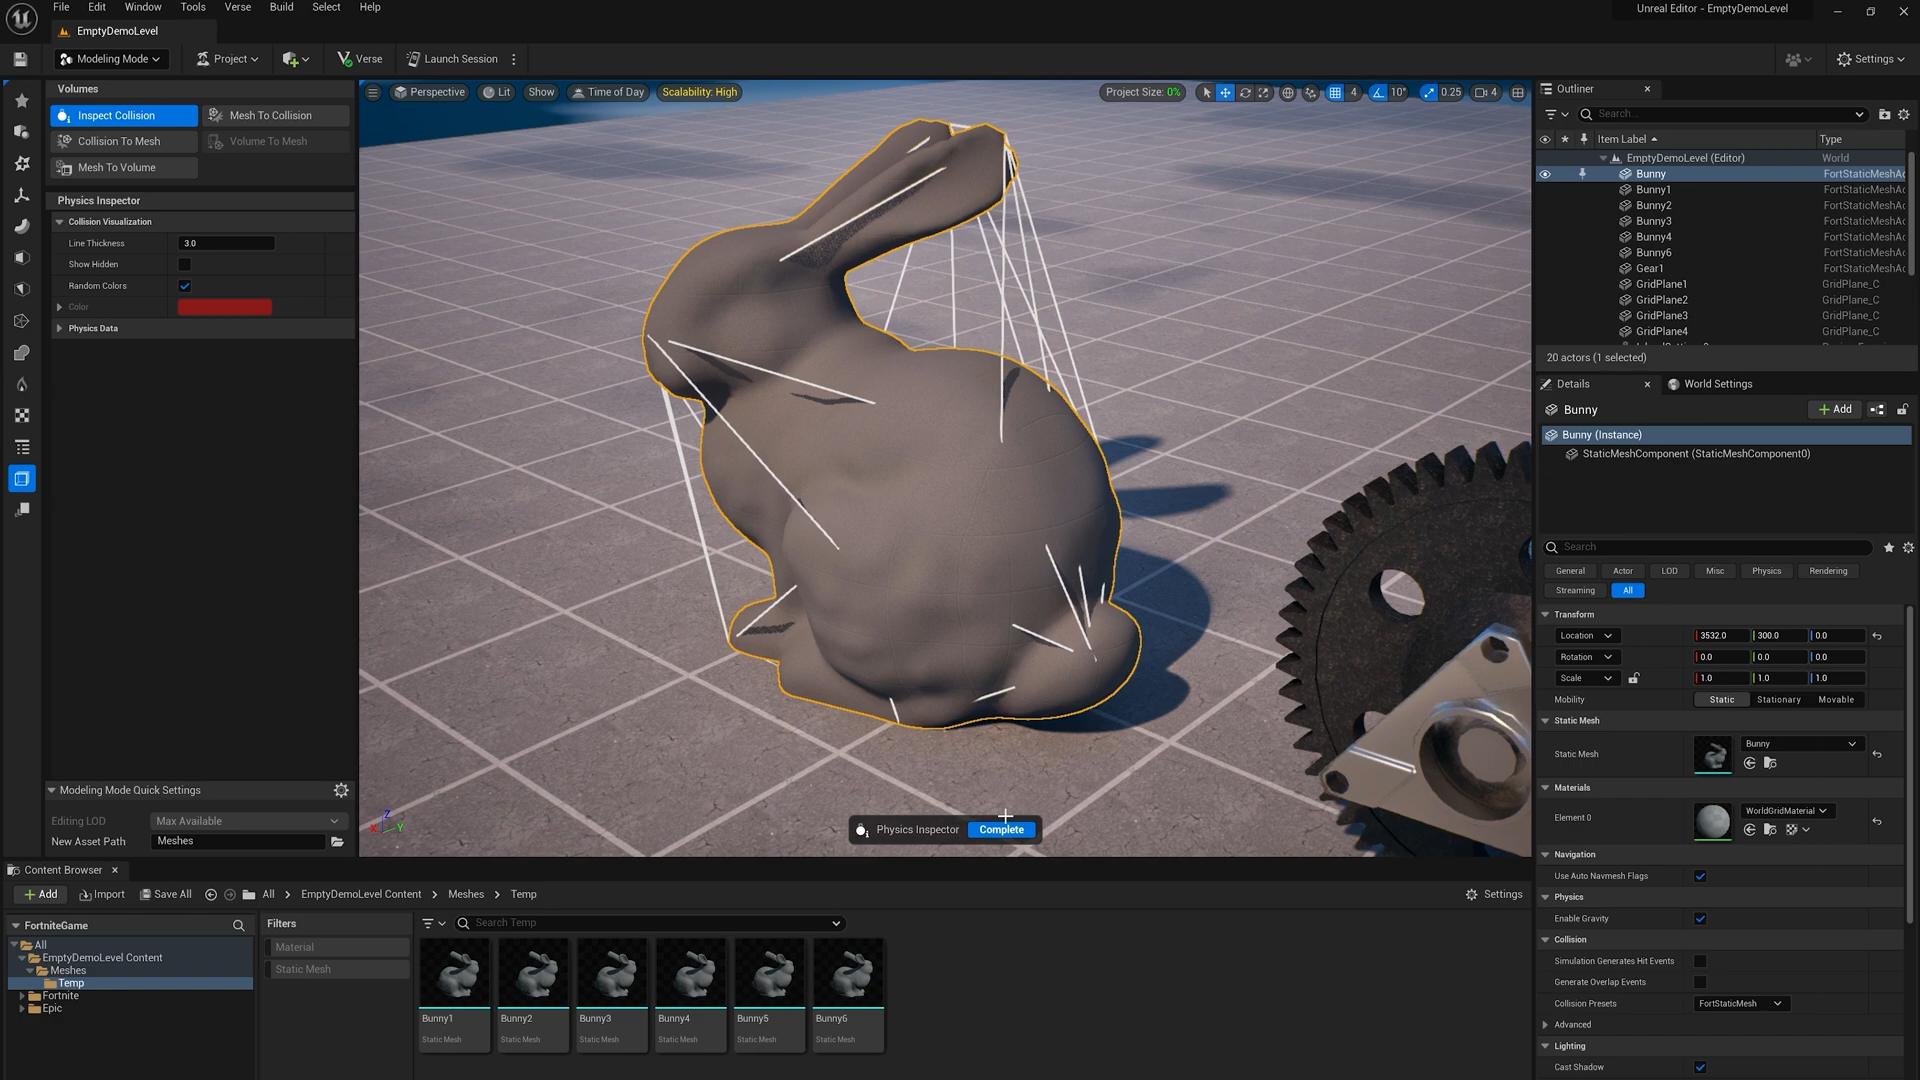 File Edit Window Tools Verse Build Select Help
Unreal Editor - EmptyDemoLevel
EmptyDemoLevel
Modeling Mode
Project
Verse
Launch Session
Settings
Volumes
Inspect Collision
Mesh To Collision
Collision To Mesh
Volume To Mesh
Mesh To Volume
Physics Inspector
Collision Visualization
Line Thickness 3.0
Show Hidden
Random Colors
Color
Physics Data
Modeling Mode Quick Settings
Editing LOD Max Available
New Asset Path Meshes
Perspective Lit Show Time of Day Scalability: High
Project Size: 0% 4 10° 0.25 4
X Z Y
Physics Inspector Complete
Outliner
Search...
Item Label Type
EmptyDemoLevel (Editor) World
Bunny FortStaticMeshAc
Bunny1 FortStaticMeshAc
Bunny2 FortStaticMeshAc
Bunny3 FortStaticMeshAc
Bunny4 FortStaticMeshAc
Bunny6 FortStaticMeshAc
Gear1 FortStaticMeshAc
GridPlane1 GridPlane_C
GridPlane2 GridPlane_C
GridPlane3 GridPlane_C
GridPlane4 GridPlane_C
20 actors (1 selected)
Details
World Settings
Bunny
Add
Bunny (Instance)
StaticMeshComponent (StaticMeshComponent0)
Search
General Actor LOD Misc Physics Rendering
Streaming All
Transform
Location 3532.0 300.0 0.0
Rotation 0.0 0.0 0.0
Scale 1.0 1.0 1.0
Mobility Static Stationary Movable
Static Mesh
Static Mesh Bunny
Materials
Element 0 WorldGridMaterial
Navigation
Use Auto Navmesh Flags
Physics
Enable Gravity
Collision
Simulation Generates Hit Events
Generate Overlap Events
Collision Presets FortStaticMesh
Advanced
Lighting
Cast Shadow
Content Browser
Add Import Save All All EmptyDemoLevel Content Meshes Temp
Settings
FortniteGame
All
EmptyDemoLevel Content
Meshes
Temp
Fortnite
Epic
Filters
Material
Static Mesh
Search Temp
Bunny1 Bunny2 Bunny3 Bunny4 Bunny5 Bunny6
Static Mesh Static Mesh Static Mesh Static Mesh Static Mesh Static Mesh